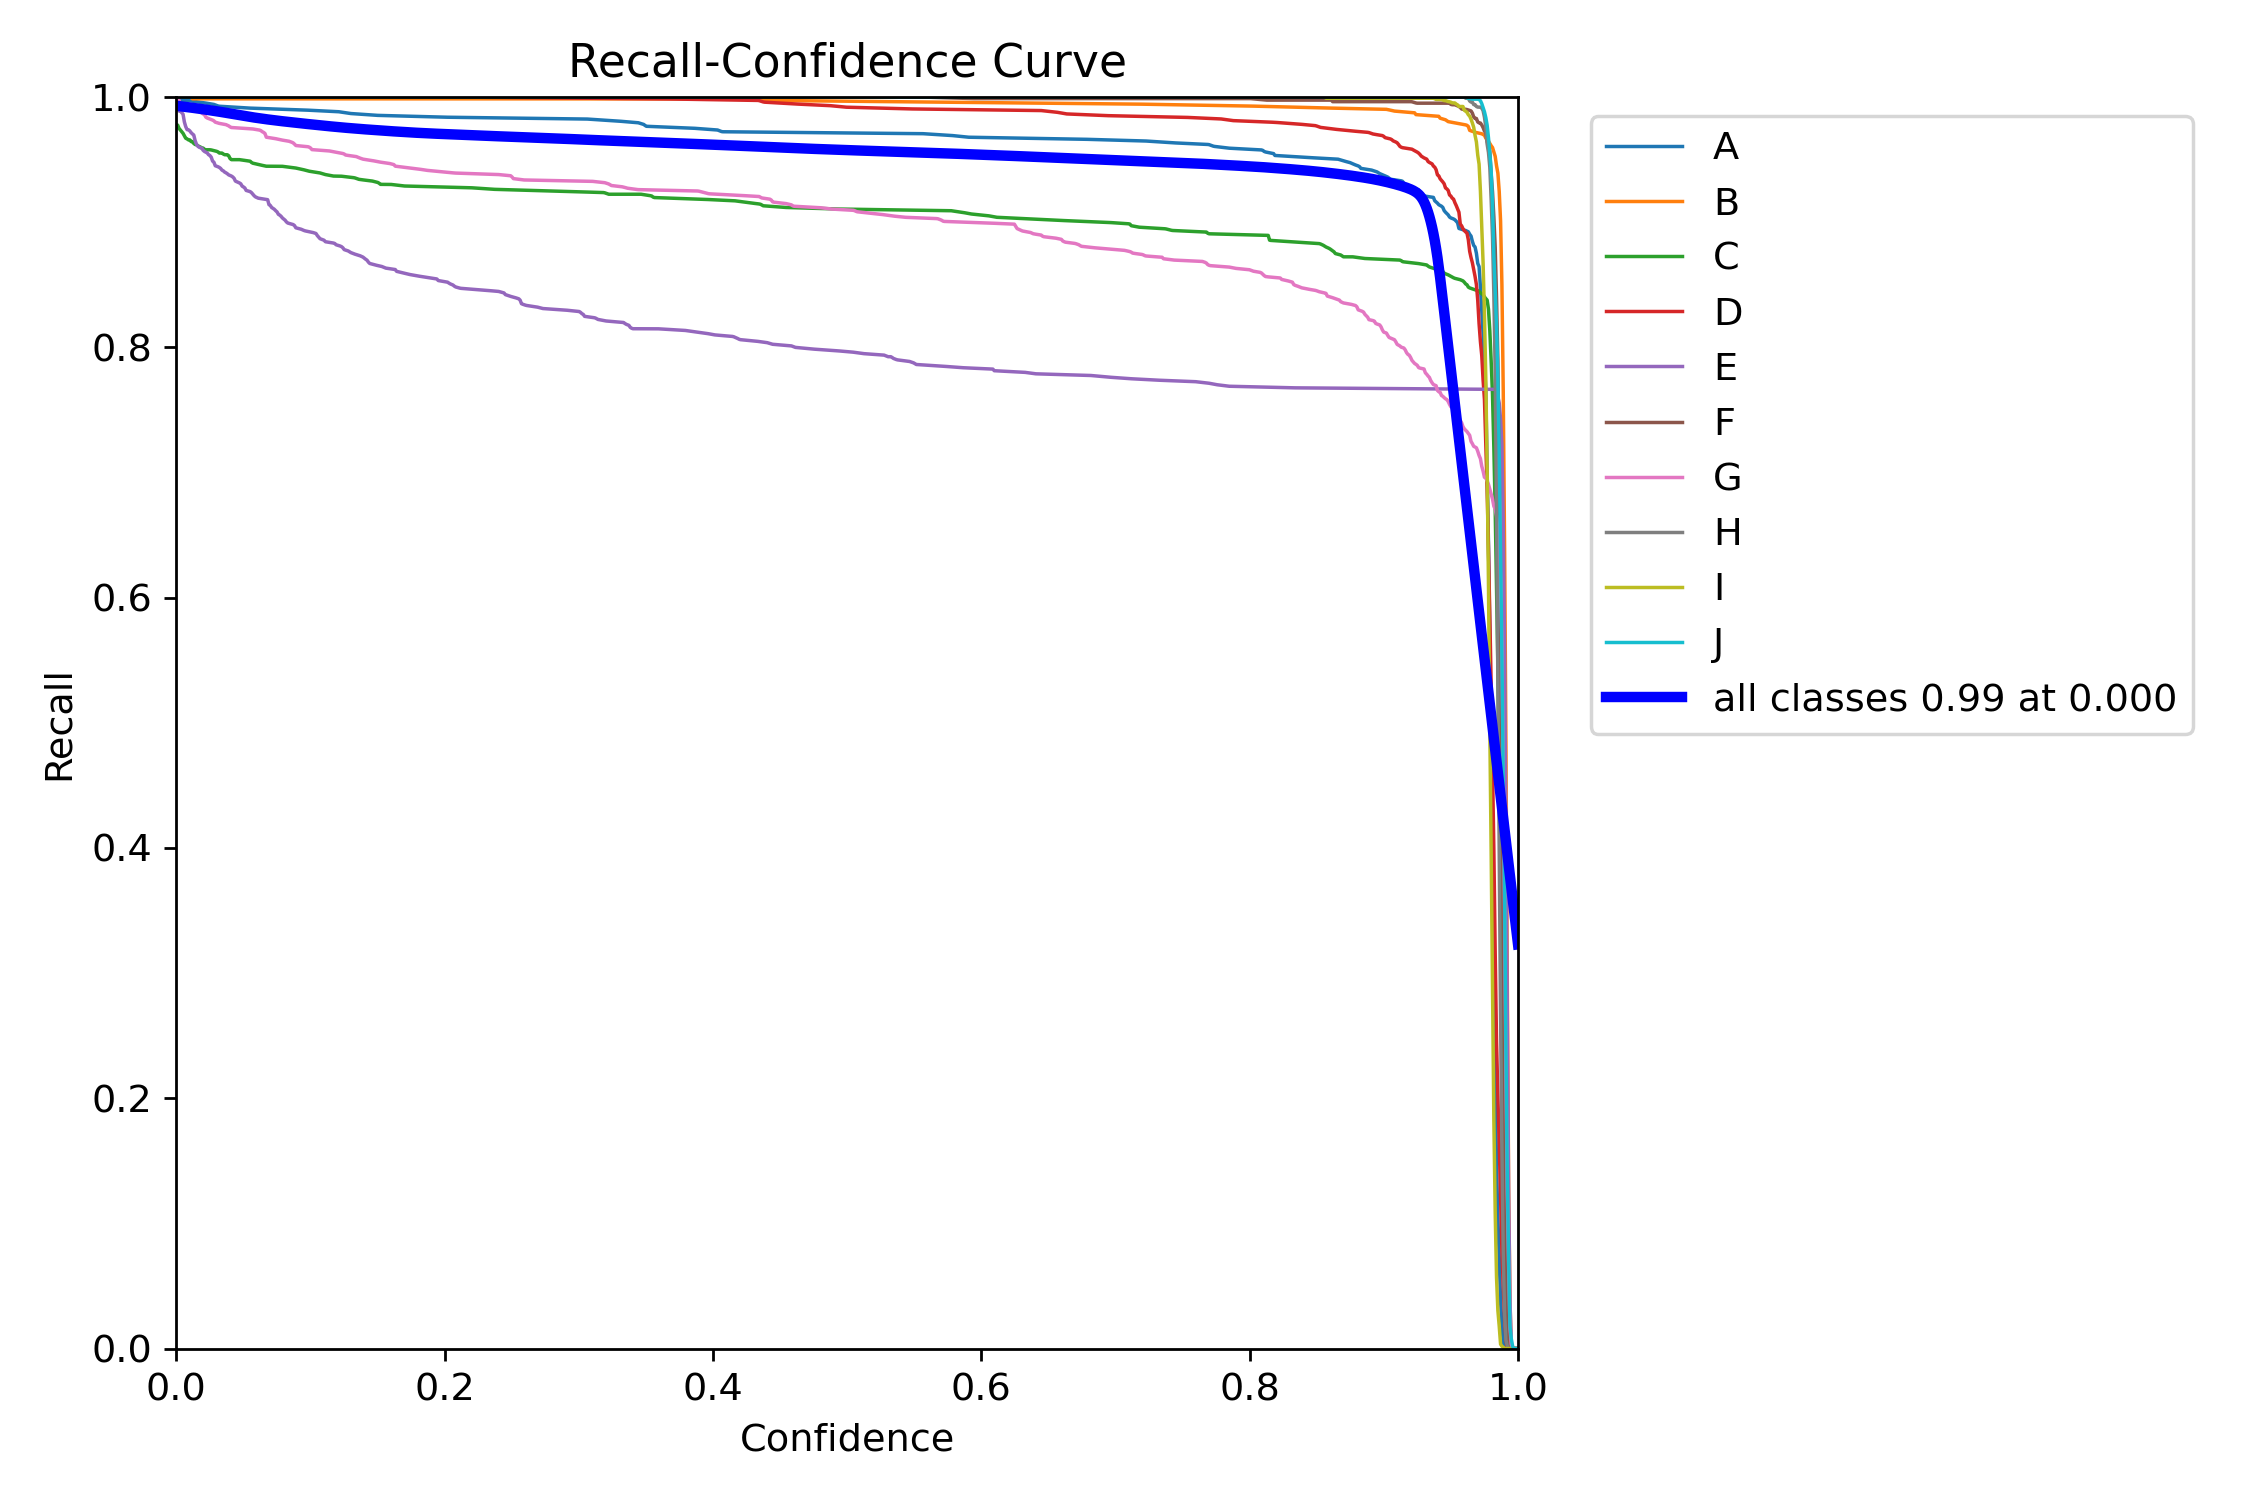 Recall-Confidence Curve
1.0
0.8
0.6
0.4
0.2
0.0
Recall
0.0 0.2 0.4 0.6 0.8 1.0
Confidence
A
B
C
D
E
F
G
H
I
J
all classes 0.99 at 0.000